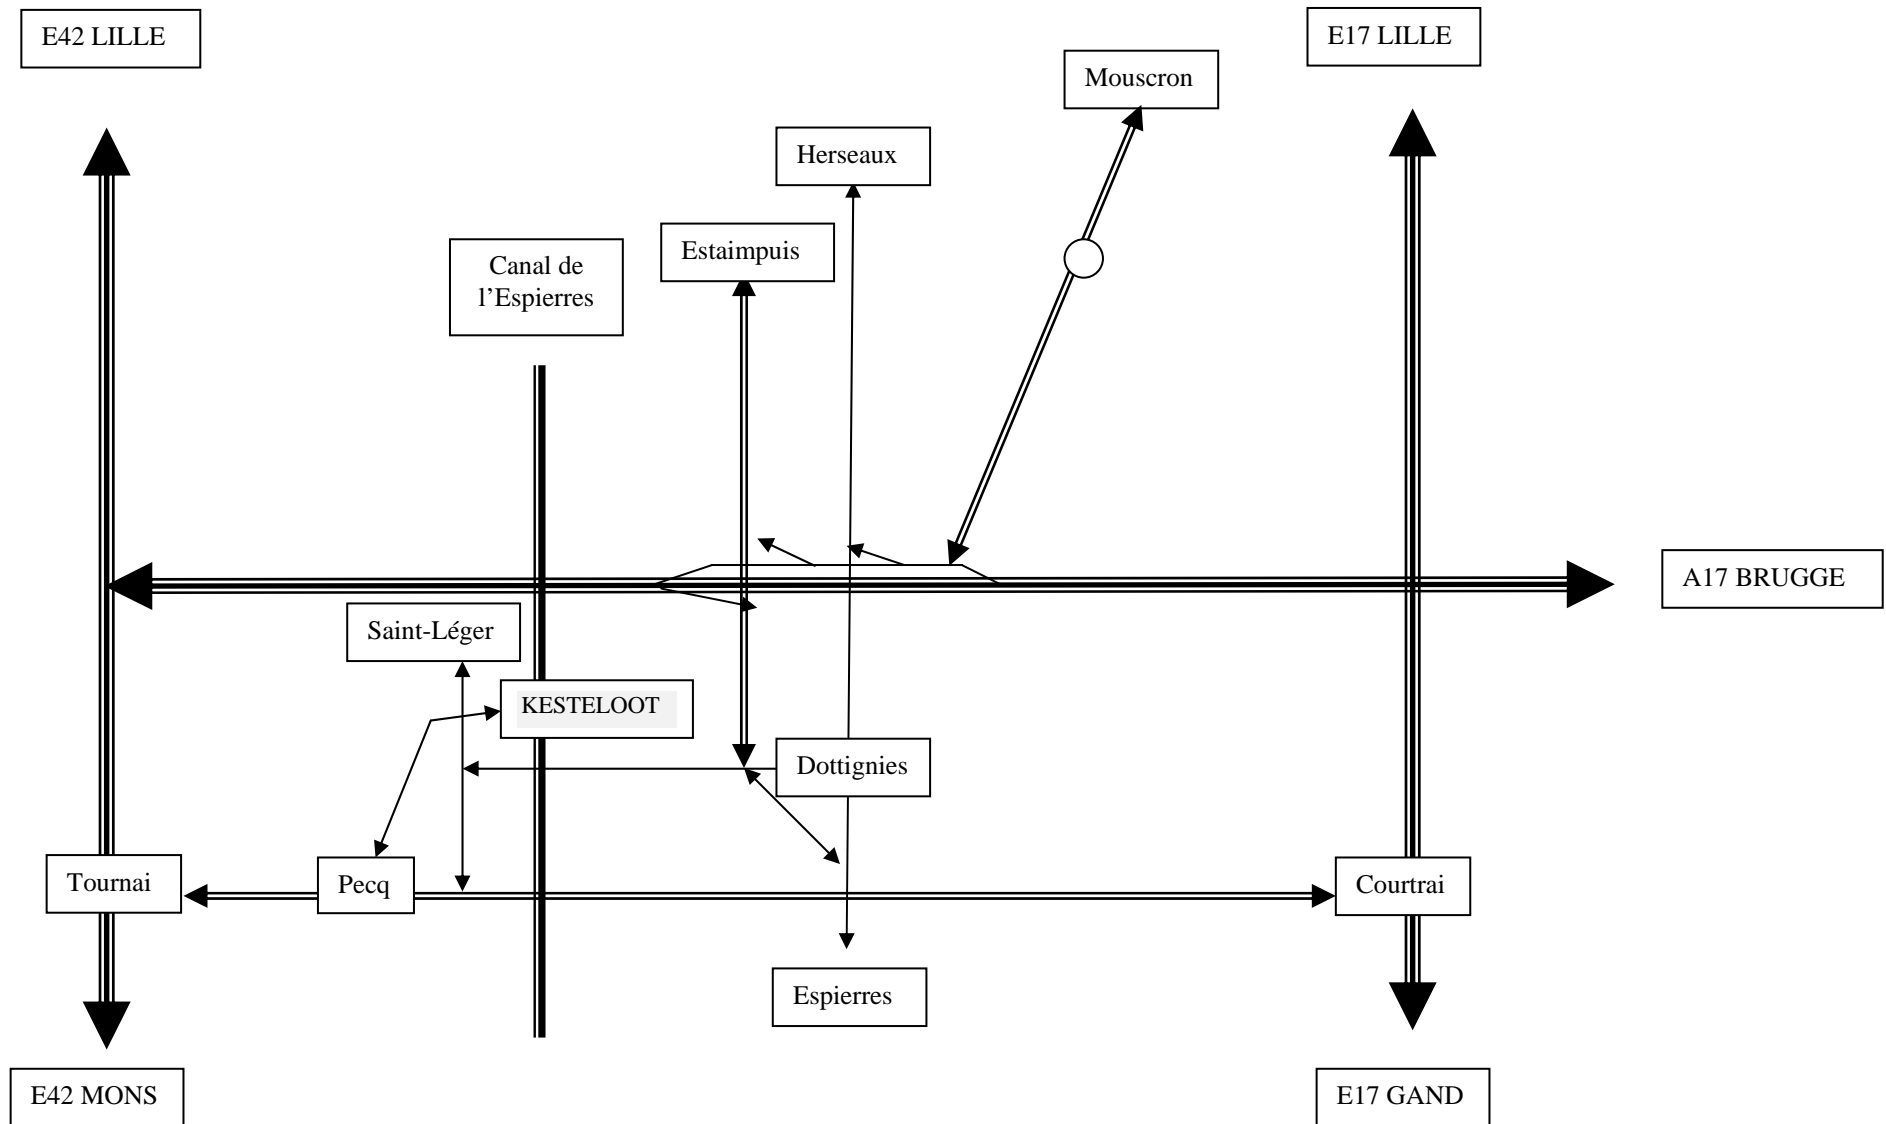 E42 LILLE
E17 LILLE
Mouscron
Herseaux
Estaimpuis
Canal de
l’Espierres
A17 BRUGGE
Saint-Léger
KESTELOOT
Dottignies
Tournai
Pecq
Courtrai
Espierres
E42 MONS
E17 GAND